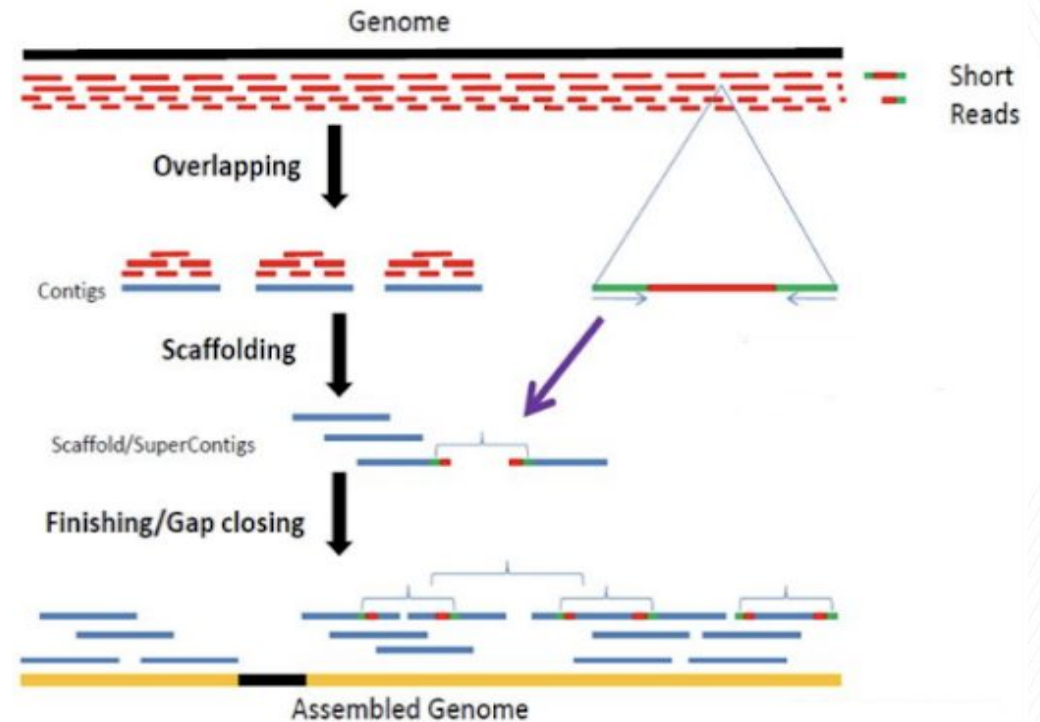 Genome
Short
Reads
Overlapping
Contigs
Scaffolding
Scaffold/SuperContigs
Finishing/Gap closing
Assembled Genome